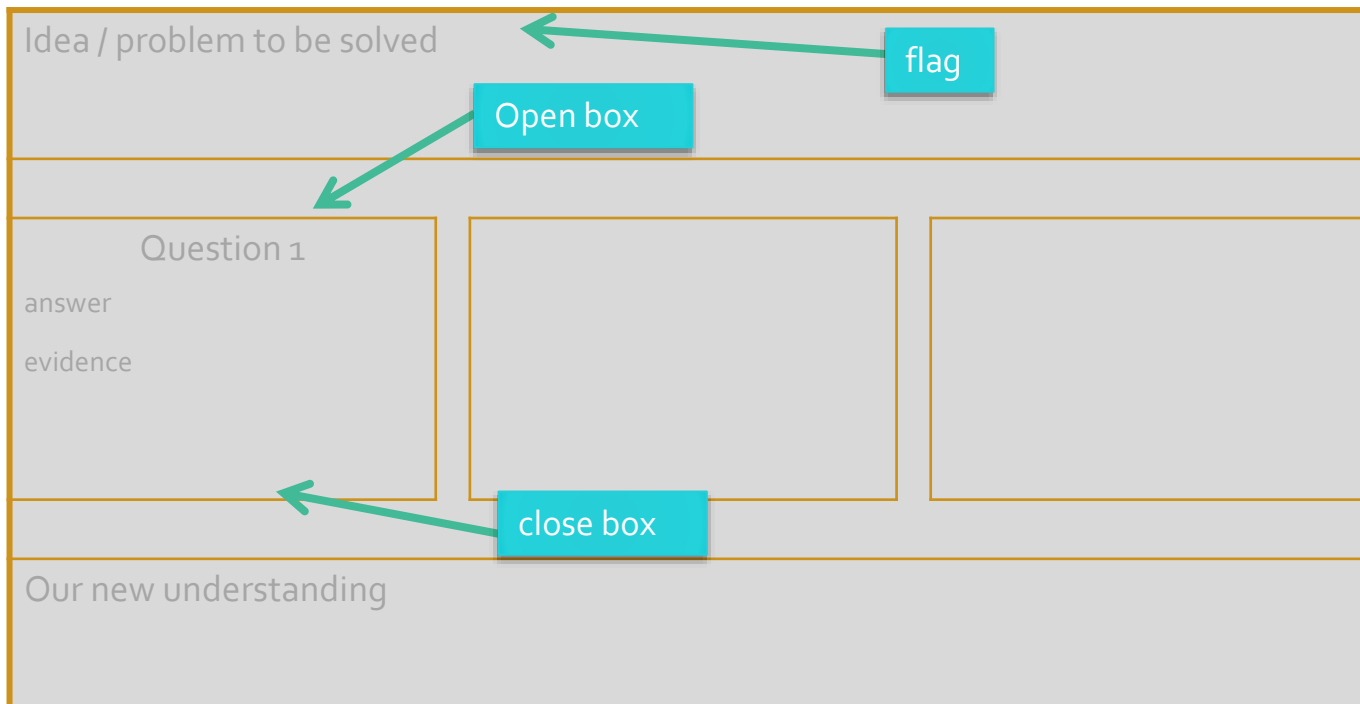 Idea / problem to be solved
flag
Open box
Question 1
answer
evidence
close box
Our new understanding